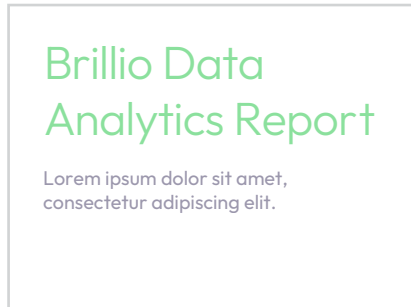 Brillio Data
Analytics Report
Lorem ipsum dolor sit amet,
consectetur adipiscing elit.